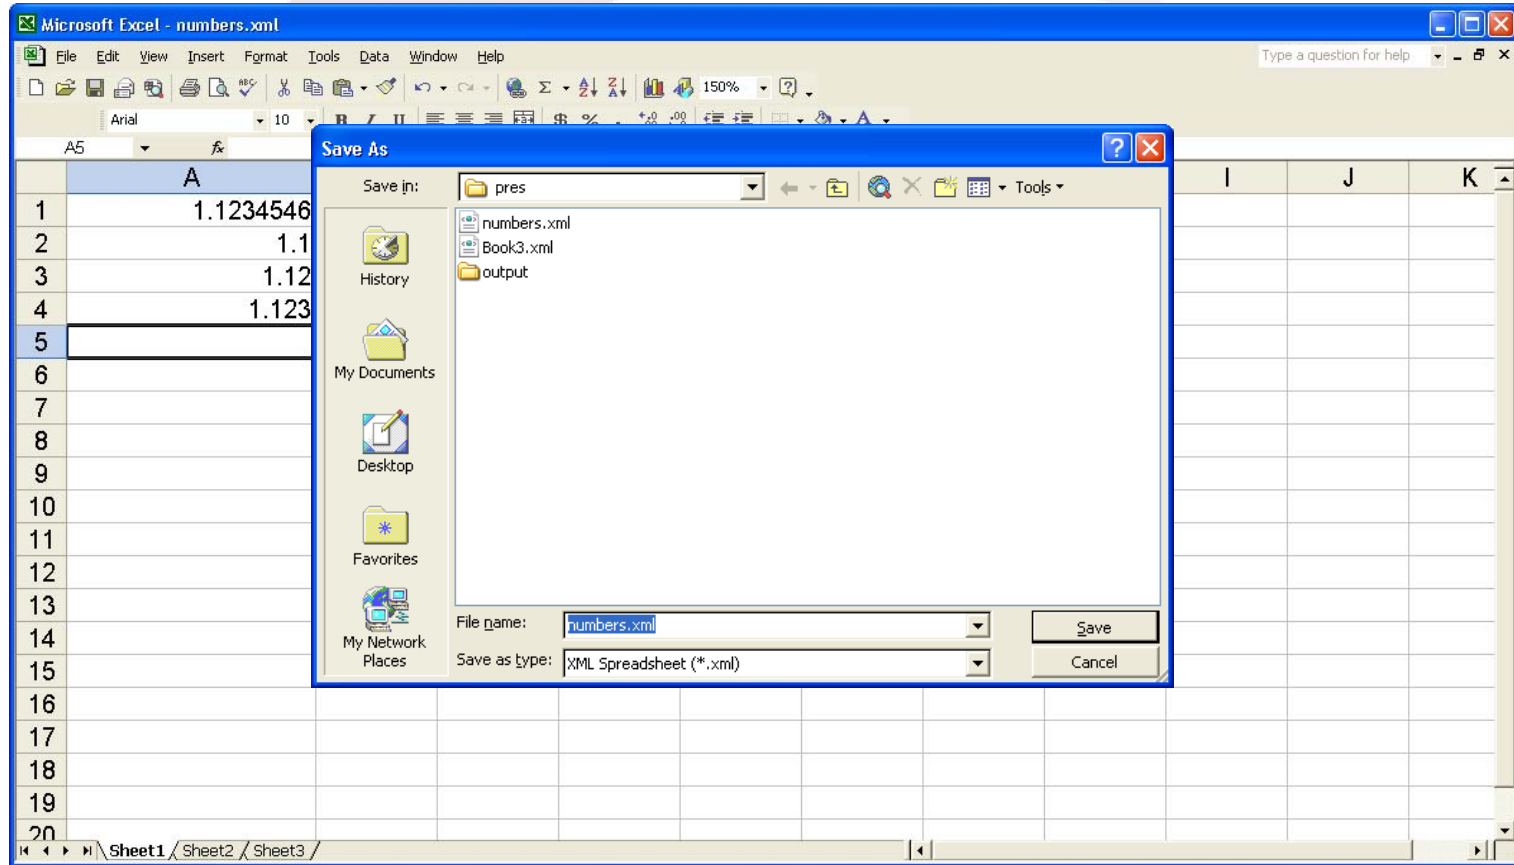 Microsoft Excel - numbers.xml
File Edit View Insert Format Tools Data Window Help Type a question for help
150%
Arial 10 B I U $ %
A5 fx
Save As
A I J K
Save in: pres Tools
1 1.1234546
2 1.1
3 1.12
4 1.123
5
6
7
8
9
10
11
12
13
14
15
16
17
18
19
20
numbers.xml
Book3.xml
output
History
My Documents
Desktop
Favorites
My Network
Places
File name: numbers.xml Save
Save as type: XML Spreadsheet (*.xml) Cancel
Sheet1 Sheet2 Sheet3